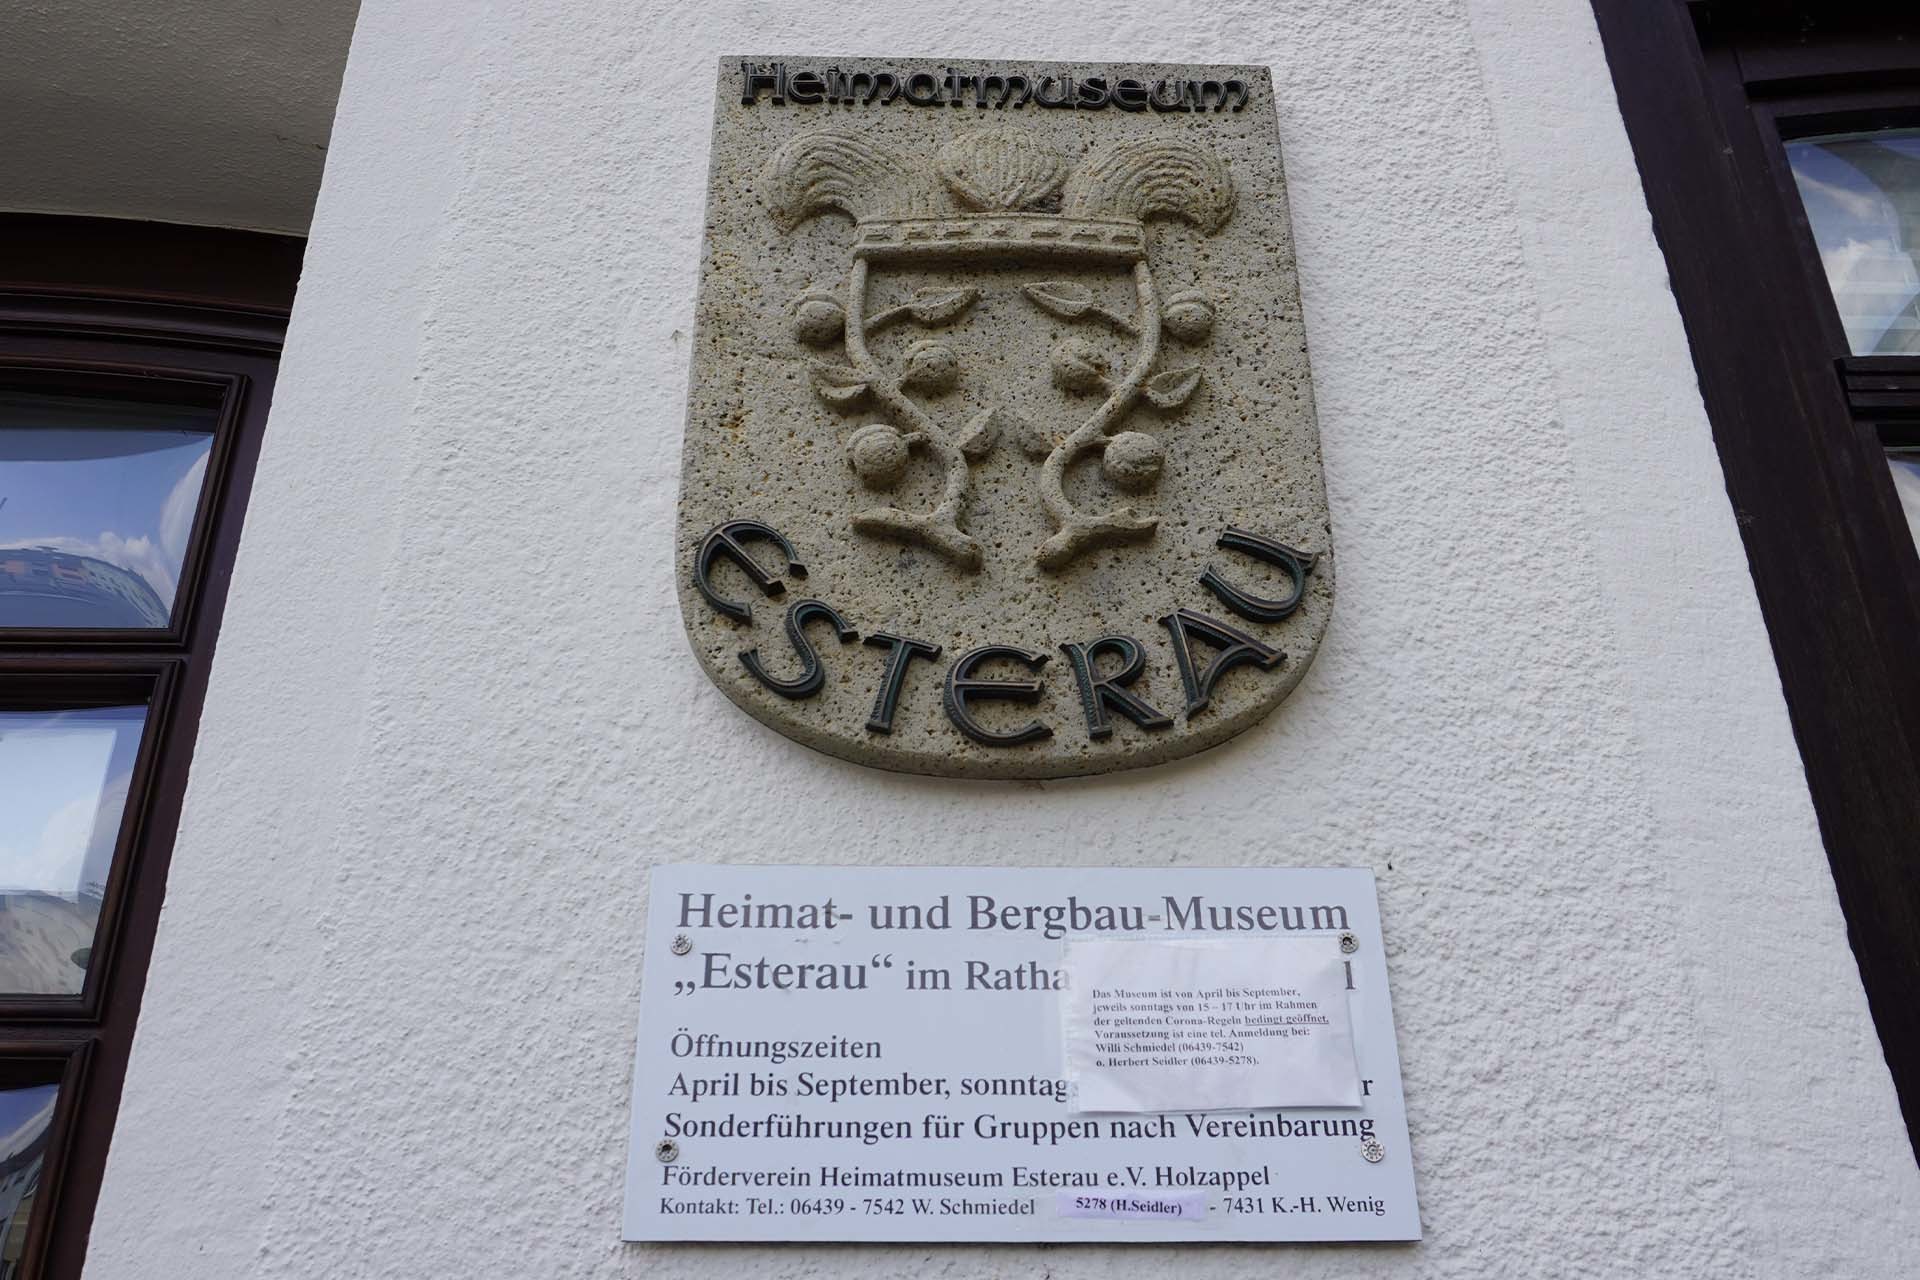 Heimatmuseum
ESTERAU
Heimat- und Bergbau-Museum
„Esterau“ im Ratha
Das Museum ist von April bis September,
jeweils sonntags von 15 – 17 Uhr im Rahmen
der geltenden Corona-Regeln bedingt geöffnet.
Voraussetzung ist eine tel. Anmeldung bei:
Willi Schmiedel (06439-7542)
o. Herbert Seidler (06439-5278).
Öffnungszeiten
April bis September, sonntags
Sonderführungen für Gruppen nach Vereinbarung
Förderverein Heimatmuseum Esterau e.V. Holzappel
Kontakt: Tel.: 06439 - 7542 W. Schmiedel 5278 (H.Seidler) - 7431 K.-H. Wenig